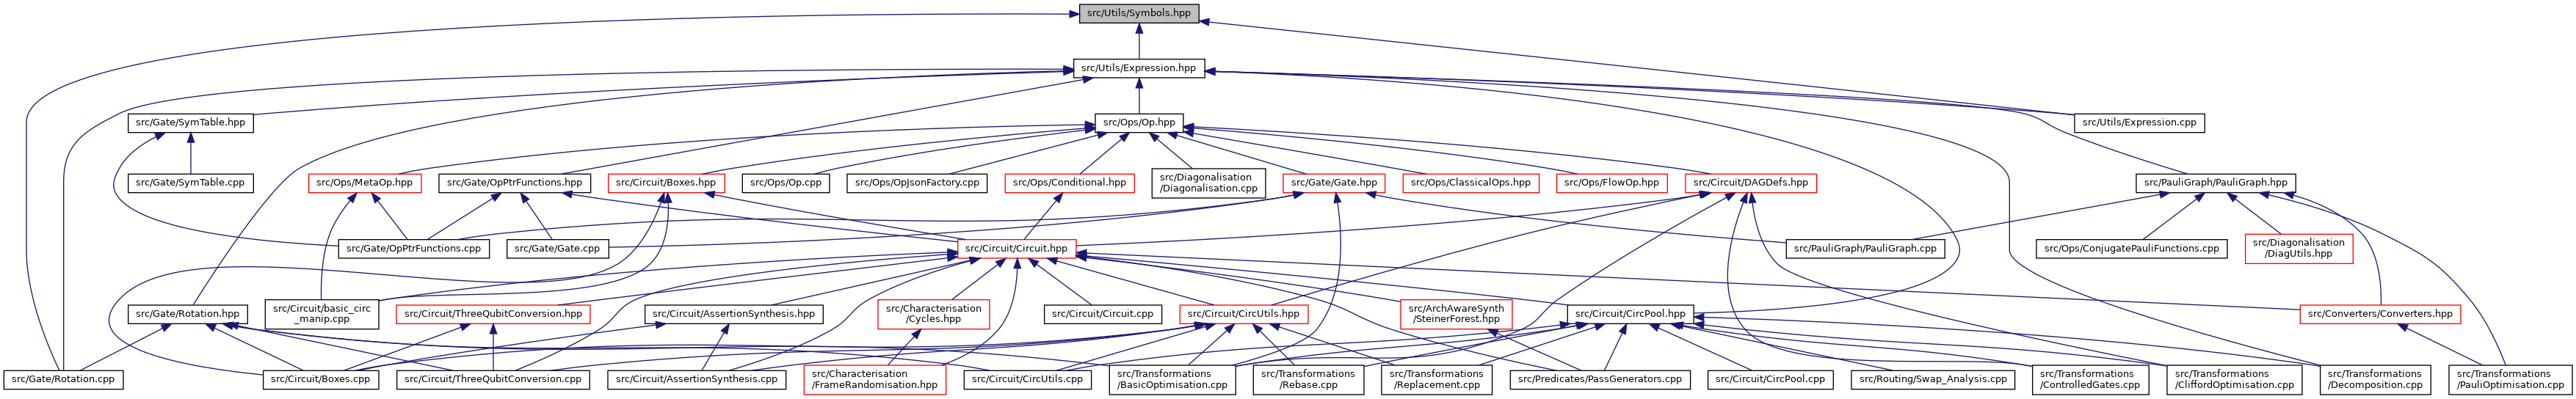 src/Utils/Symbols.hpp
src/Utils/Expression.hpp
src/Gate/SymTable.hpp
src/Ops/Op.hpp
src/Utils/Expression.cpp
src/Gate/SymTable.cpp
src/Ops/MetaOp.hpp
src/Gate/OpPtrFunctions.hpp
src/Circuit/Boxes.hpp
src/Ops/Op.cpp
src/Ops/OpJsonFactory.cpp
src/Ops/Conditional.hpp
src/Diagonalisation
/Diagonalisation.cpp
src/Gate/Gate.hpp
src/Ops/ClassicalOps.hpp
src/Ops/FlowOp.hpp
src/Circuit/DAGDefs.hpp
src/PauliGraph/PauliGraph.hpp
src/Gate/OpPtrFunctions.cpp
src/Gate/Gate.cpp
src/Circuit/Circuit.hpp
src/PauliGraph/PauliGraph.cpp
src/Ops/ConjugatePauliFunctions.cpp
src/Diagonalisation
/DiagUtils.hpp
src/Gate/Rotation.hpp
src/Circuit/basic_circ
_manip.cpp
src/Circuit/ThreeQubitConversion.hpp
src/Circuit/AssertionSynthesis.hpp
src/Characterisation
/Cycles.hpp
src/Circuit/Circuit.cpp
src/Circuit/CircUtils.hpp
src/ArchAwareSynth
/SteinerForest.hpp
src/Circuit/CircPool.hpp
src/Converters/Converters.hpp
src/Gate/Rotation.cpp
src/Circuit/Boxes.cpp
src/Circuit/ThreeQubitConversion.cpp
src/Circuit/AssertionSynthesis.cpp
src/Characterisation
/FrameRandomisation.hpp
src/Circuit/CircUtils.cpp
src/Transformations
/BasicOptimisation.cpp
src/Transformations
/Rebase.cpp
src/Transformations
/Replacement.cpp
src/Predicates/PassGenerators.cpp
src/Circuit/CircPool.cpp
src/Routing/Swap_Analysis.cpp
src/Transformations
/ControlledGates.cpp
src/Transformations
/CliffordOptimisation.cpp
src/Transformations
/Decomposition.cpp
src/Transformations
/PauliOptimisation.cpp